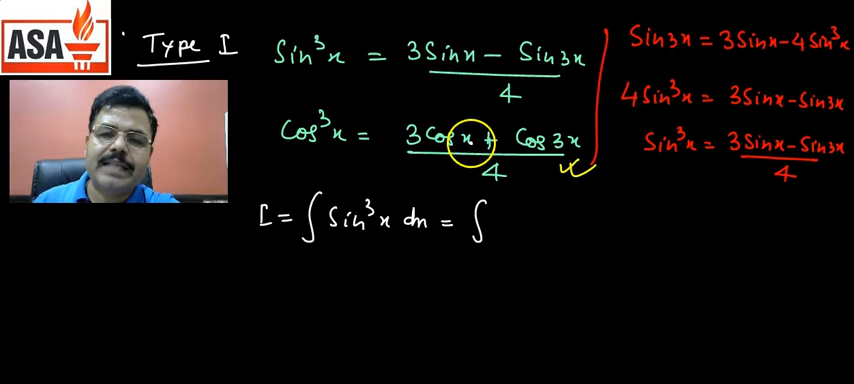 ASA
Type I
Sin³x = 3Sinx - Sin3x / 4
Cos³x = 3Cosx + Cos3x / 4
I = ∫ Sin³x dx = ∫
Sin3x = 3Sinx - 4Sin³x
4Sin³x = 3Sinx - Sin3x
Sin³x = 3Sinx - Sin3x / 4